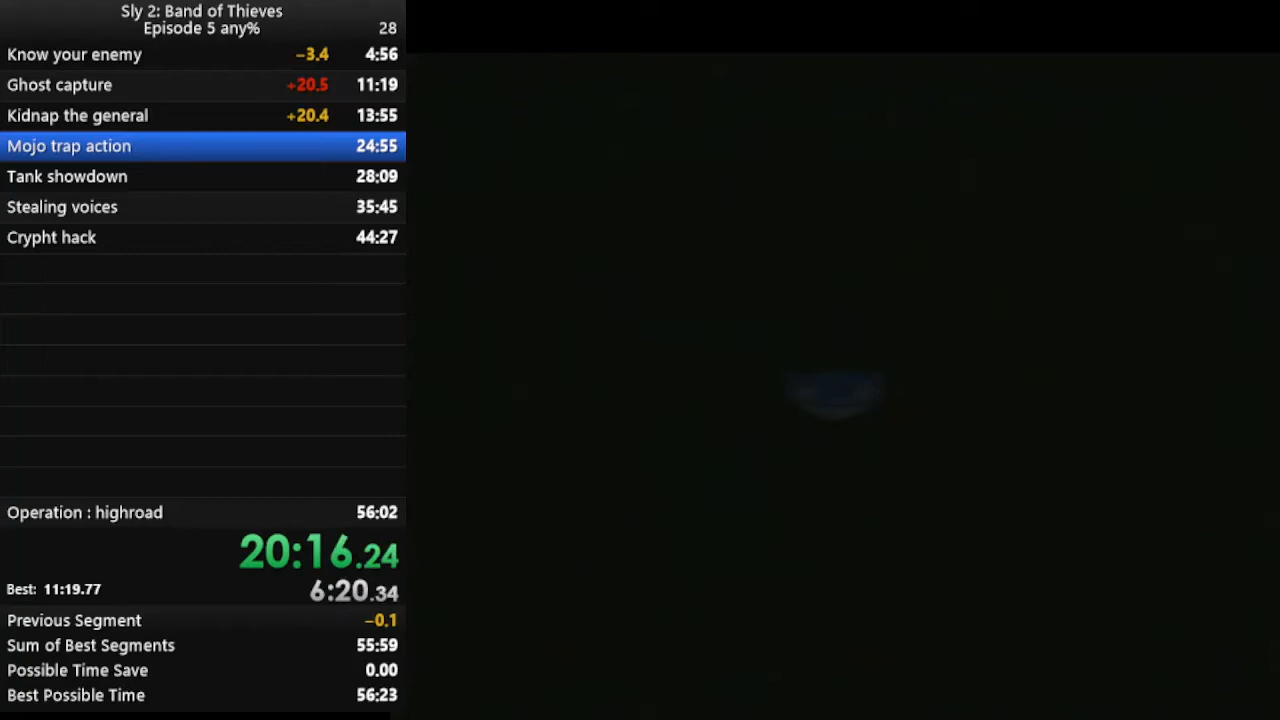 Sly 2: Band of Thieves
Episode 5 any% 28
Know your enemy −3.4 4:56
Ghost capture +20.5 11:19
Kidnap the general +20.4 13:55
Mojo trap action 24:55
Tank showdown 28:09
Stealing voices 35:45
Crypht hack 44:27
Operation : highroad 56:02
20:16.24
Best: 11:19.77 6:20.34
Previous Segment −0.1
Sum of Best Segments 55:59
Possible Time Save 0.00
Best Possible Time 56:23